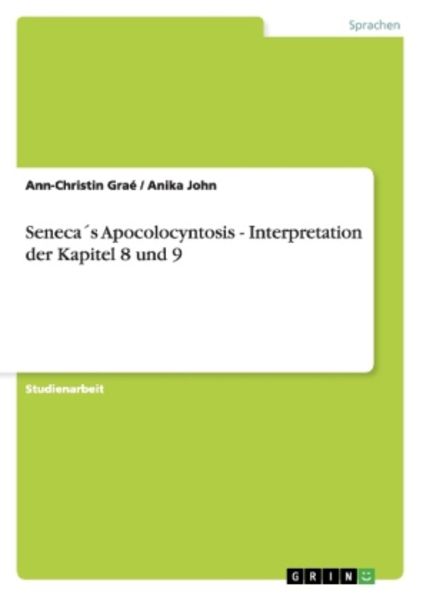 Sprachen
Ann-Christin Graé / Anika John
Seneca´s Apocolocyntosis - Interpretation
der Kapitel 8 und 9
Studienarbeit
GRIN